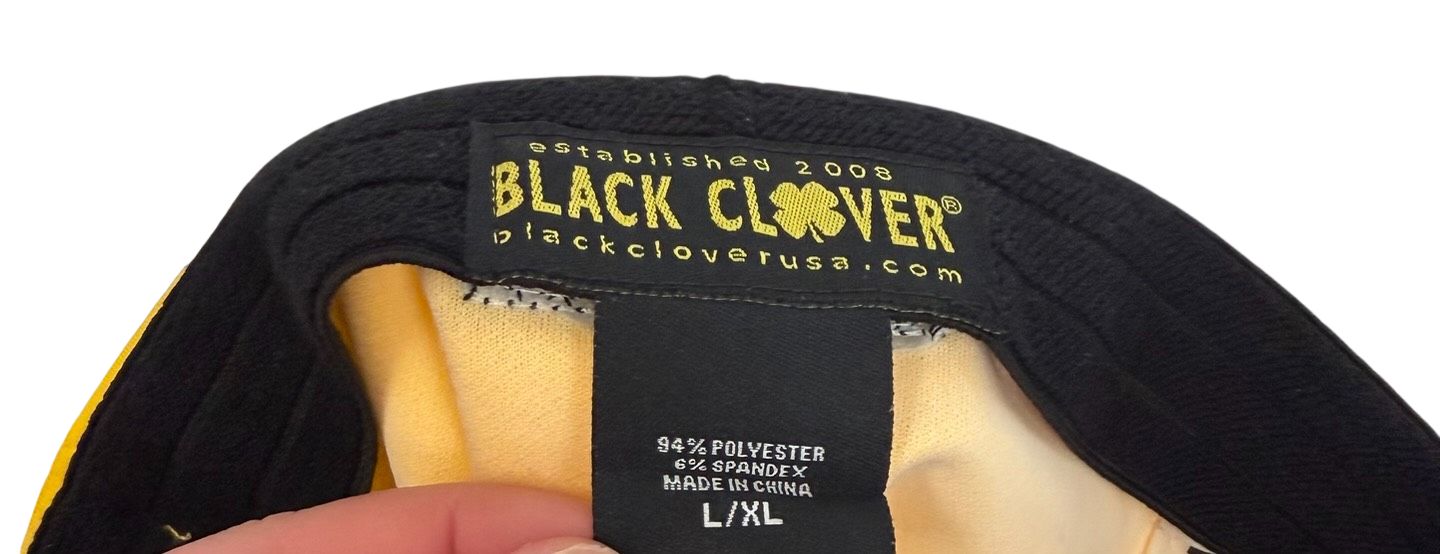 established 2008
BLACK CLOVER®
blackcloverusa.com
94% POLYESTER
6% SPANDEX
MADE IN CHINA
L/XL